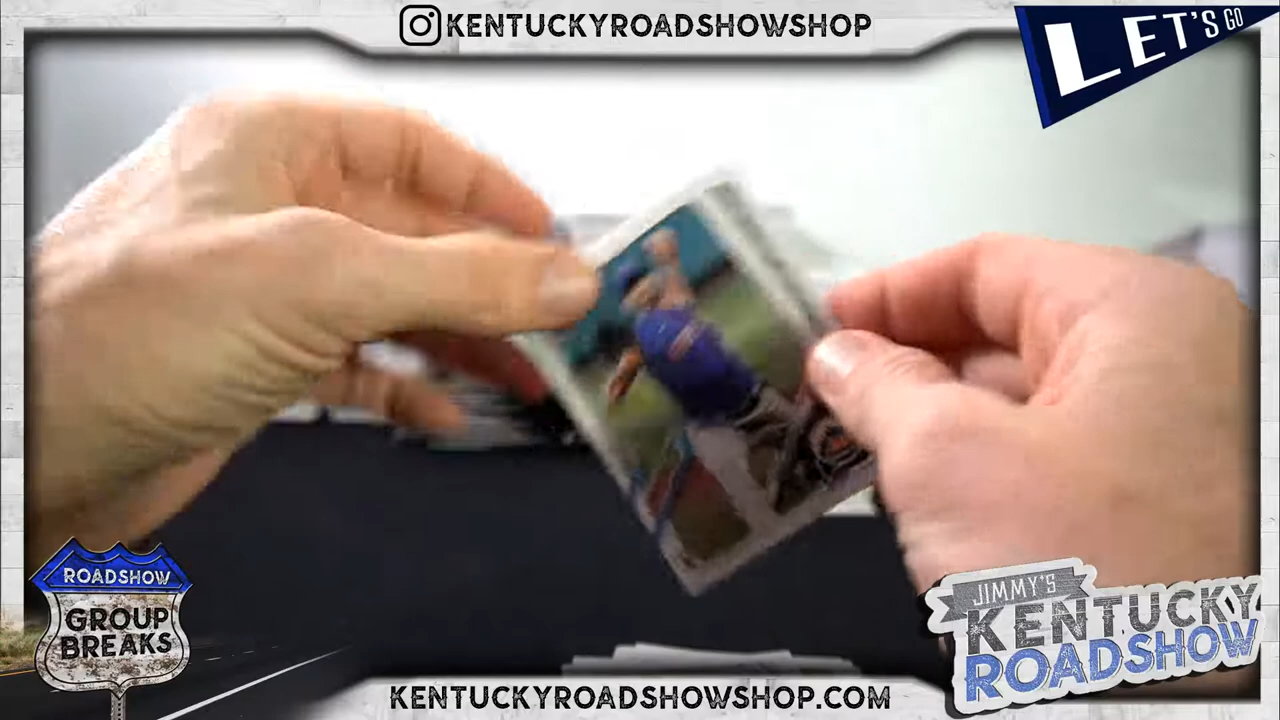 KENTUCKYROADSHOWSHOP
LET'S GO
ROADSHOW
GROUP
BREAKS
JIMMY'S
KENTUCKY
ROADSHOW
KENTUCKYROADSHOWSHOP.COM